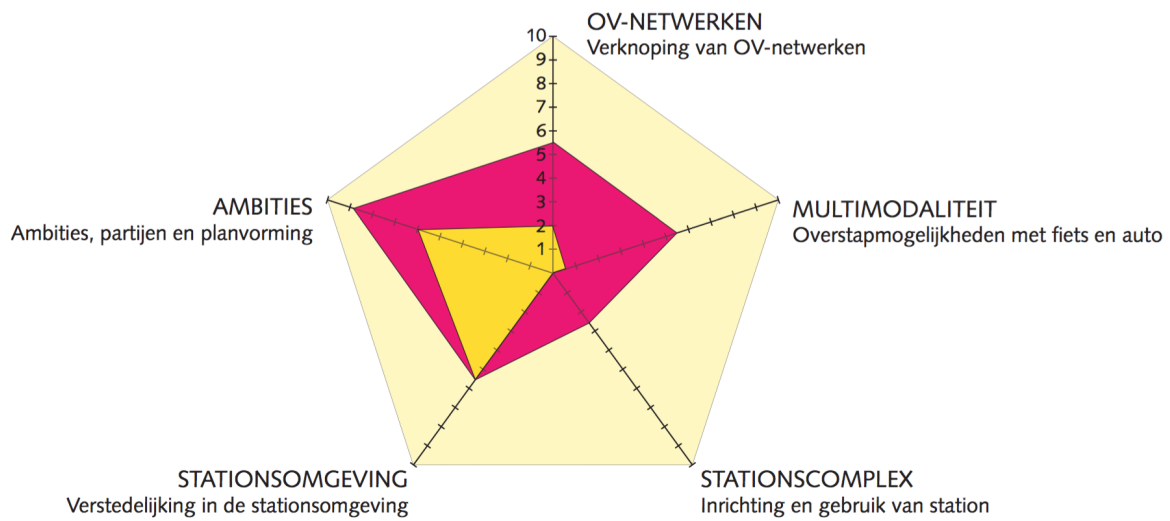 OV-NETWERKEN
Verknoping van OV-netwerken
10
9
8
7
6
5
4
3
2
1
AMBITIES
Ambities, partijen en planvorming
MULTIMODALITEIT
Overstapmogelijkheden met fiets en auto
STATIONSOMGEVING
Verstedelijking in de stationsomgeving
STATIONSCOMPLEX
Inrichting en gebruik van station